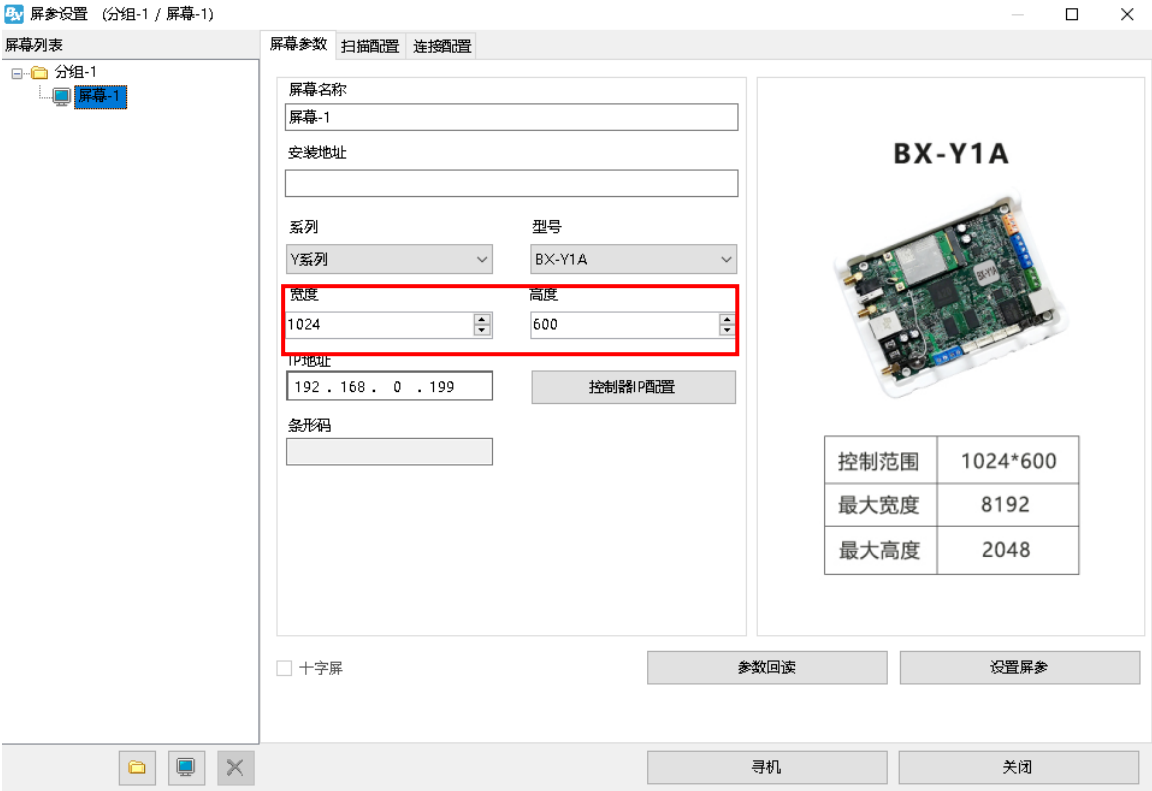 BX 屏参设置 (分组-1 / 屏幕-1)
屏幕列表
屏幕参数 扫描配置 连接配置
分组-1
屏幕-1
屏幕名称
屏幕-1
安装地址
系列 型号
Y系列 BX-Y1A
宽度 高度
1024 600
IP地址
192 . 168 . 0 . 199 控制器IP配置
条形码
BX-Y1A
BX-Y1A
控制范围 1024*600
最大宽度 8192
最大高度 2048
十字屏 参数回读 设置屏参
寻机 关闭